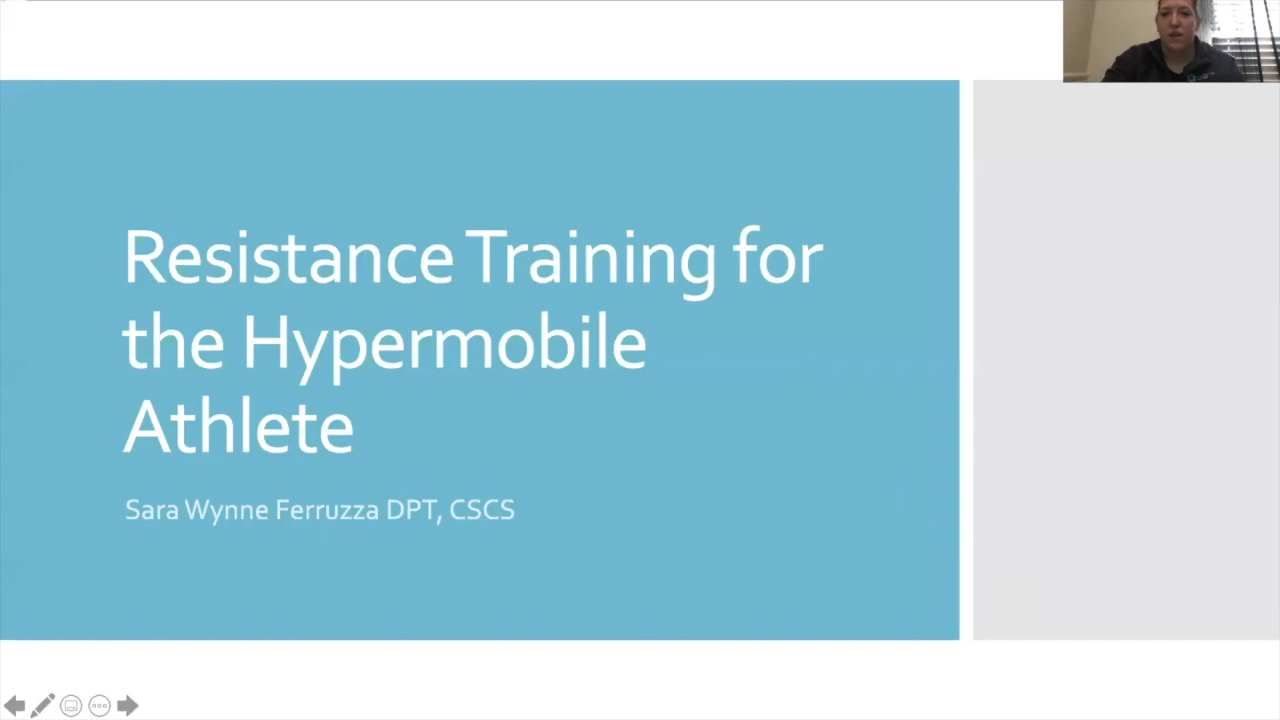 Resistance Training for
the Hypermobile
Athlete
Sara Wynne Ferruzza DPT, CSCS